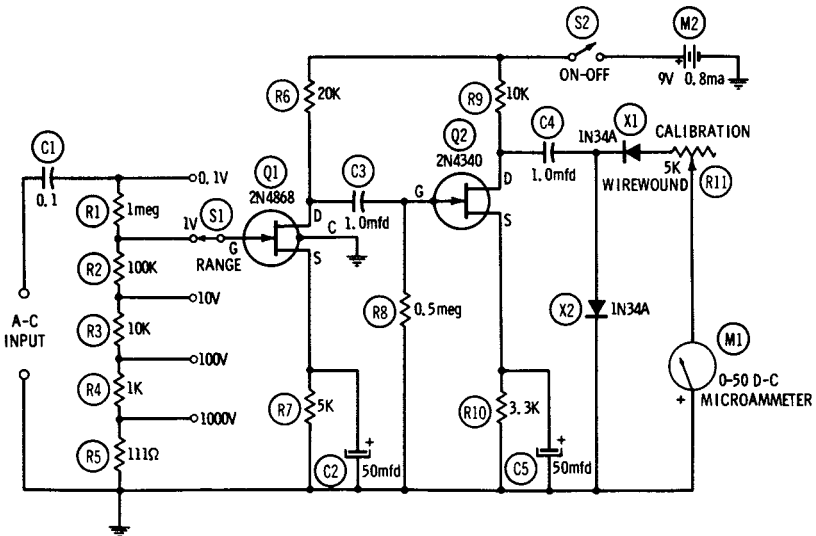 S2
M2
ON-OFF
9V 0.8ma
R6
20K
R9
10K
C4
1N34A
X1
CALIBRATION
C1
0.1
Q1
2N4868
Q2
2N4340
C3
1.0mfd
5K
WIREWOUND
R11
0.1V
R1
1meg
1V
S1
G
D
C
S
RANGE
1.0mfd
G
D
S
R2
100K
10V
A-C
INPUT
R3
10K
100V
R8
0.5meg
X2
1N34A
M1
0-50 D-C
MICROAMMETER
+
R4
1K
1000V
R7
5K
R10
3.3K
R5
111Ω
C2
+
50mfd
C5
+
50mfd
+